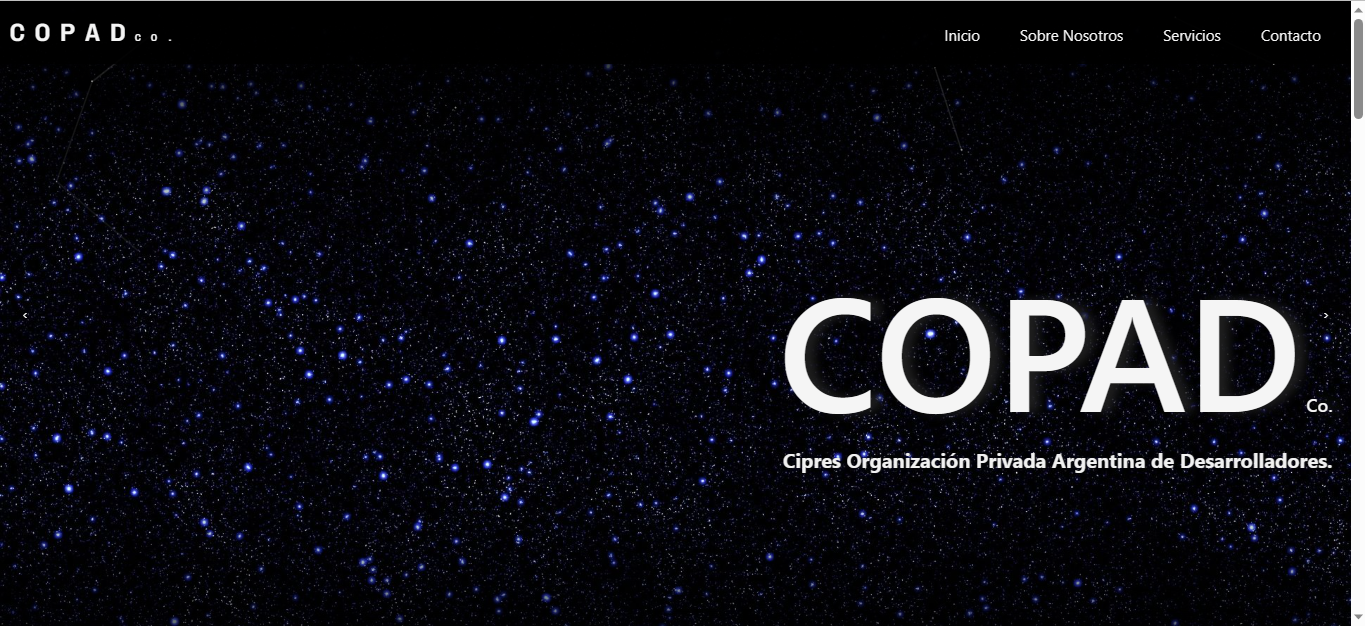 COPAD Co.
Inicio Sobre Nosotros Servicios Contacto
‹ ›
COPAD Co.
Cipres Organización Privada Argentina de Desarrolladores.